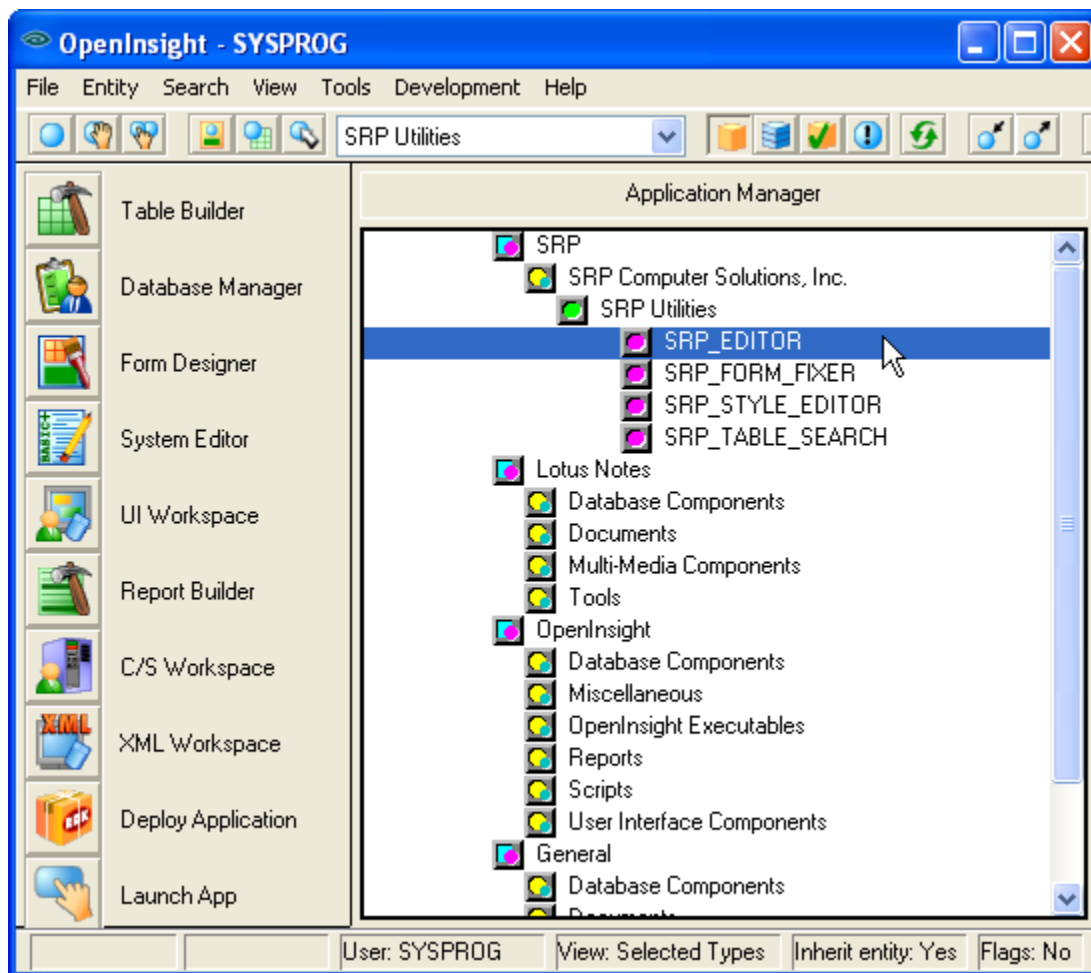 OpenInsight - SYSPROG
File Entity Search View Tools Development Help
SRP Utilities
Table Builder
Database Manager
Form Designer
BASIC+
System Editor
UI Workspace
Report Builder
C/S Workspace
XML
XML Workspace
RDK
Deploy Application
Launch App
Application Manager
SRP
SRP Computer Solutions, Inc.
SRP Utilities
SRP_EDITOR
SRP_FORM_FIXER
SRP_STYLE_EDITOR
SRP_TABLE_SEARCH
Lotus Notes
Database Components
Documents
Multi-Media Components
Tools
OpenInsight
Database Components
Miscellaneous
OpenInsight Executables
Reports
Scripts
User Interface Components
General
Database Components
Documents
User: SYSPROG
View: Selected Types
Inherit entity: Yes
Flags: No